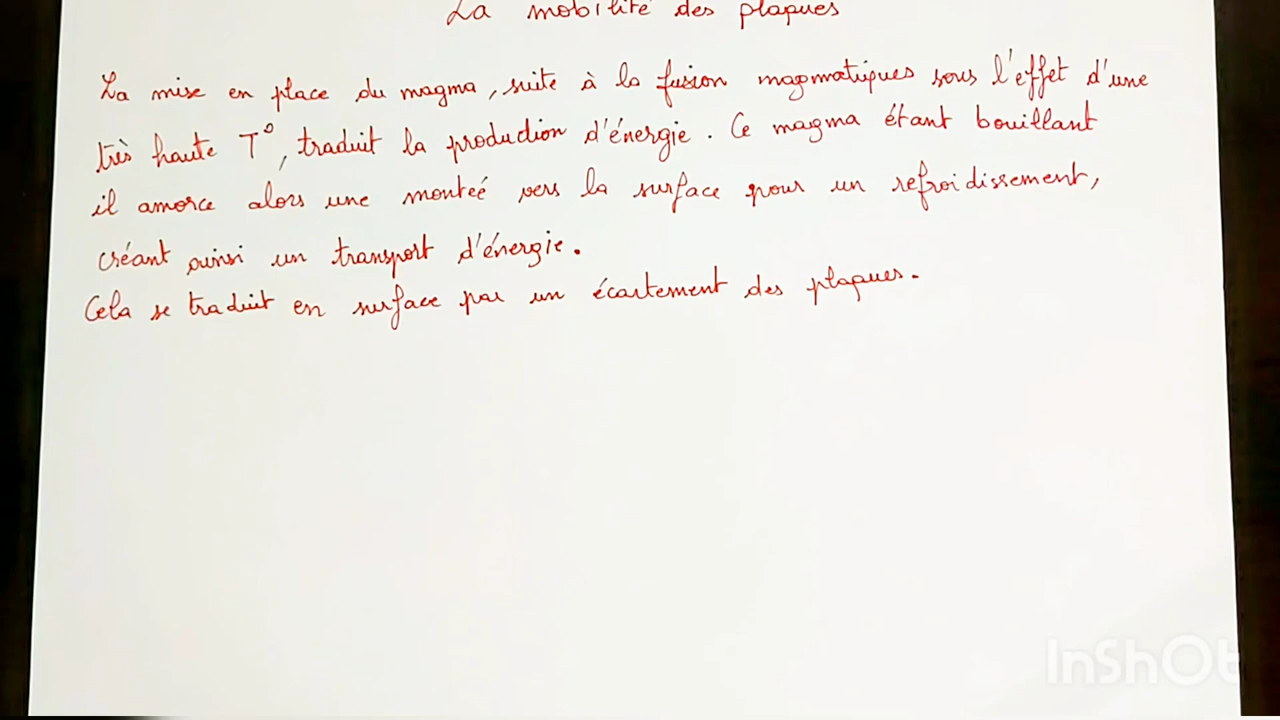 La mobilité des plaques
La mise en place du magma, suite à la fusion magmatiques sous l'effet d'une
très haute T°, traduit la production d'énergie. Ce magma étant bouillant
il amorce alors une monteé vers la surface pour un refroidissement,
créant ainsi un transport d'énergie.
Cela se traduit en surface par un écartement des plaques.
InShOt